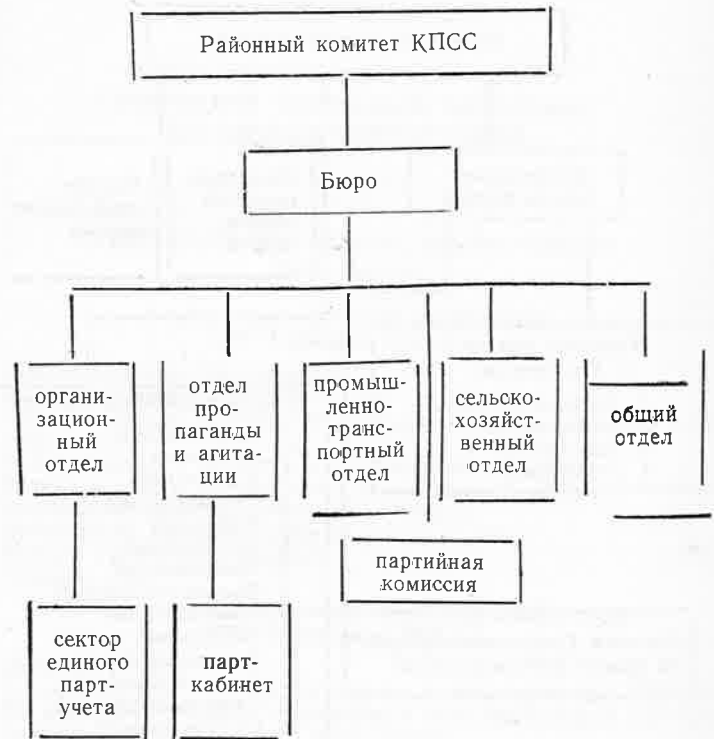 Районный комитет КПСС
Бюро
органи-
зацион-
ный
отдел
отдел
про-
паганды
и агита-
ции
промыш-
ленно-
транс-
портный
отдел
сельско-
хозяйст-
венный
отдел
общий
отдел
партийная
комиссия
сектор
единого
парт-
учета
парт-
кабинет